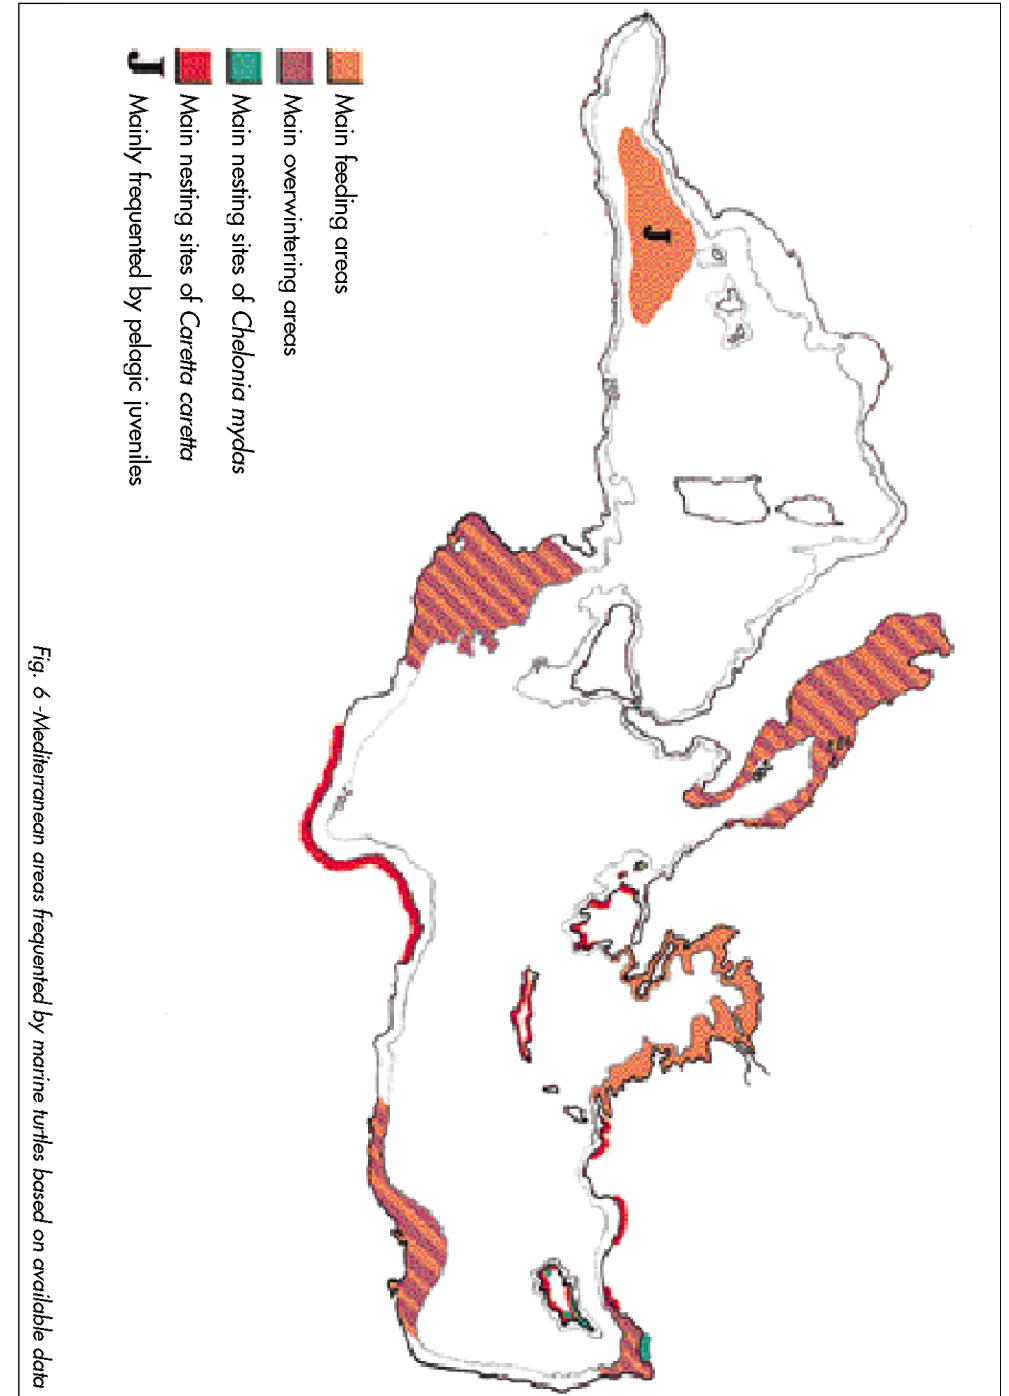 Main feeding areas
Main overwintering areas
Main nesting sites of Chelonia mydas
Main nesting sites of Caretta caretta
J Mainly frequented by pelagic juveniles
J
Fig. 6 -Mediterranean areas frequented by marine turtles based on available data